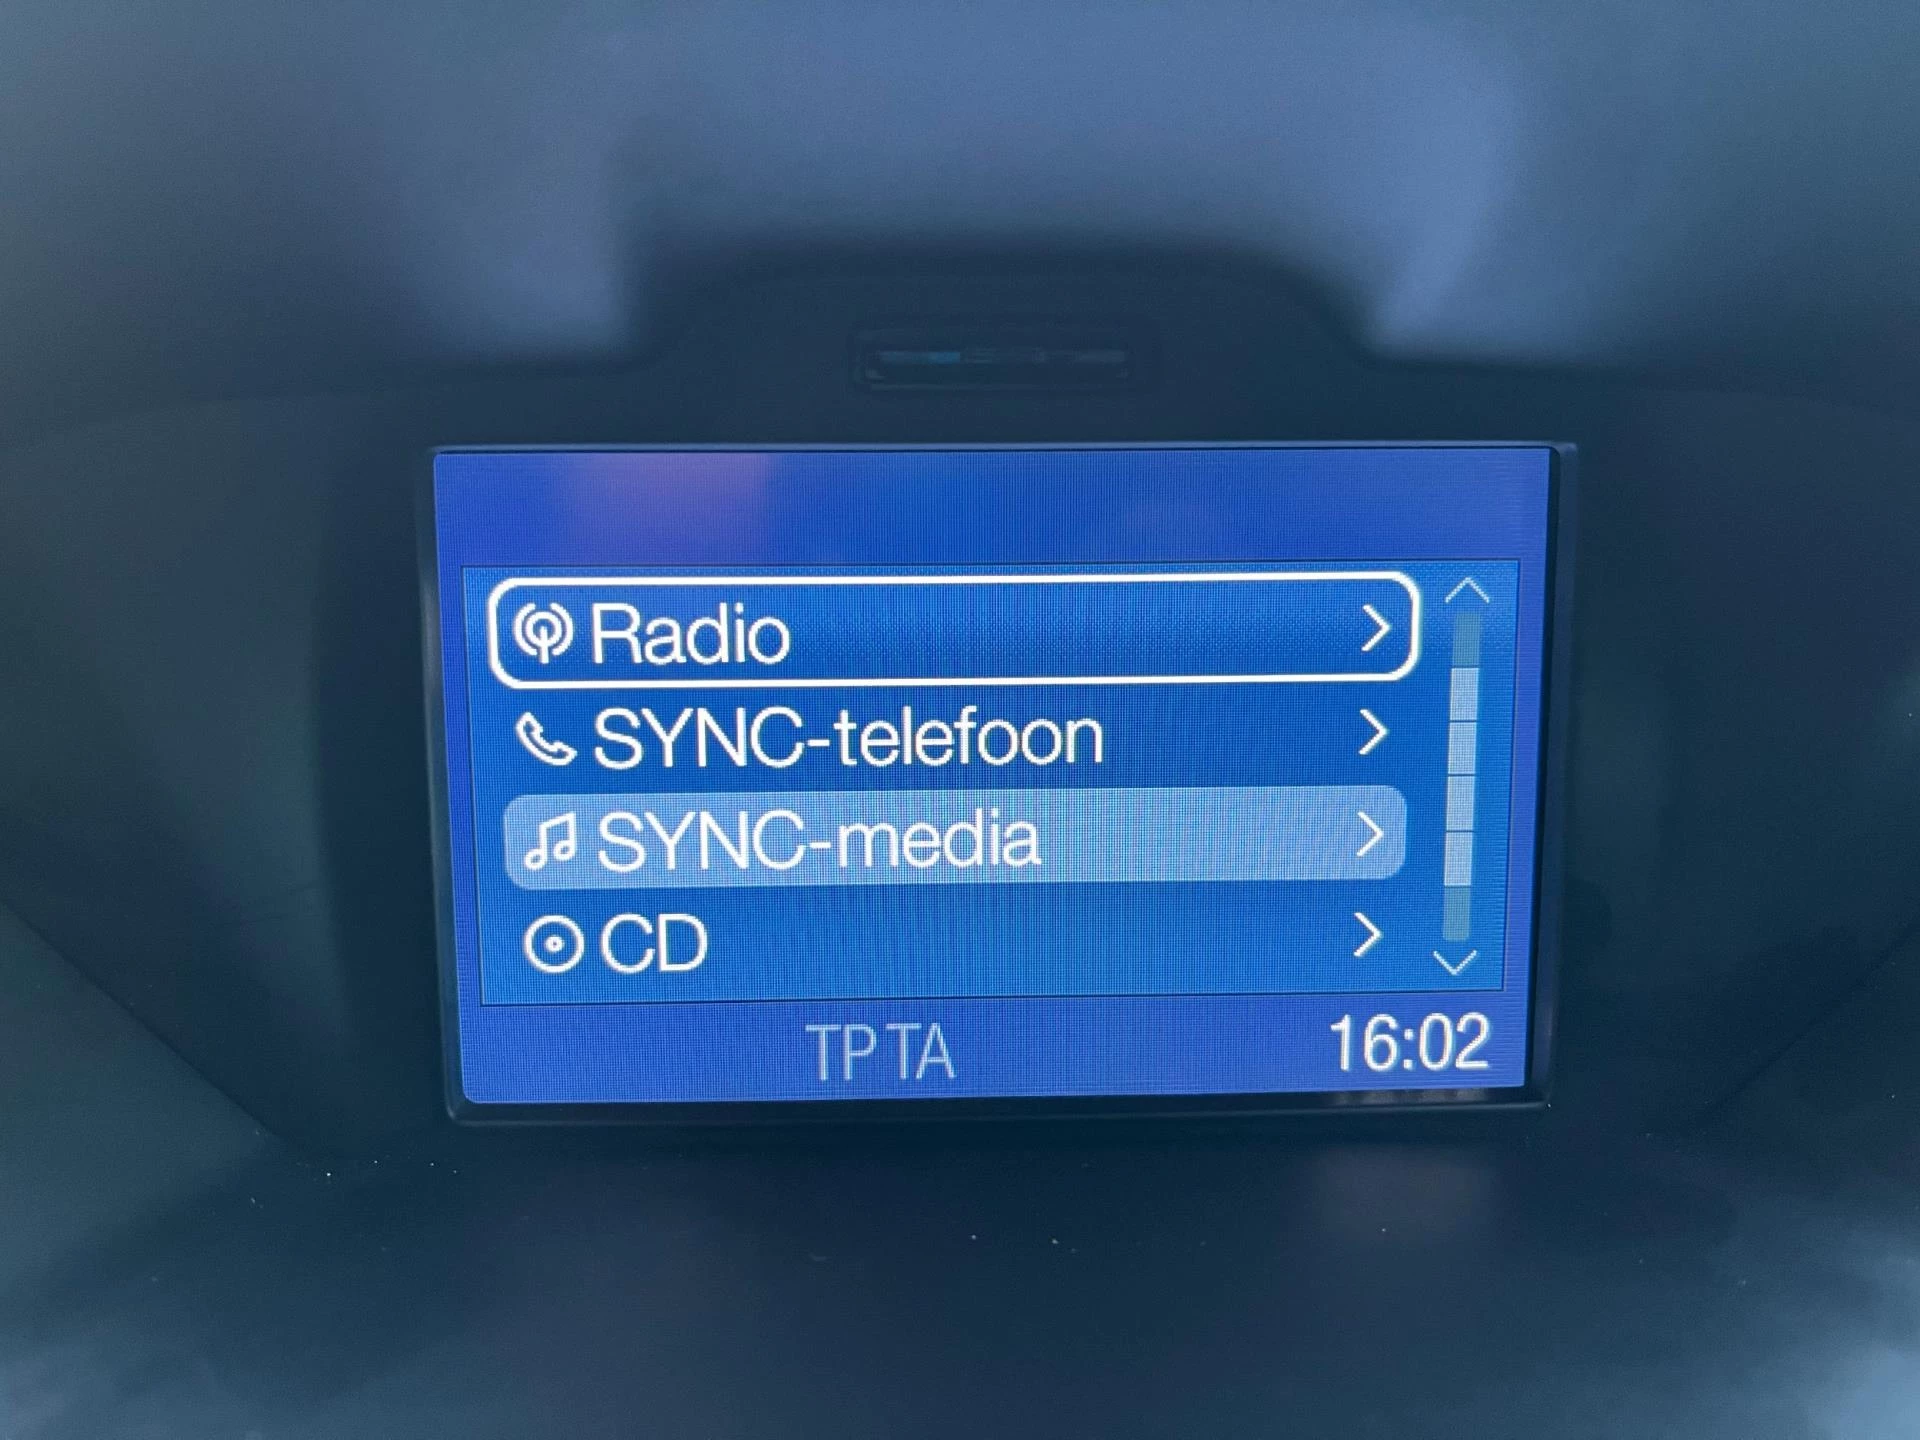 Radio
SYNC-telefoon
SYNC-media
CD
TP TA 16:02